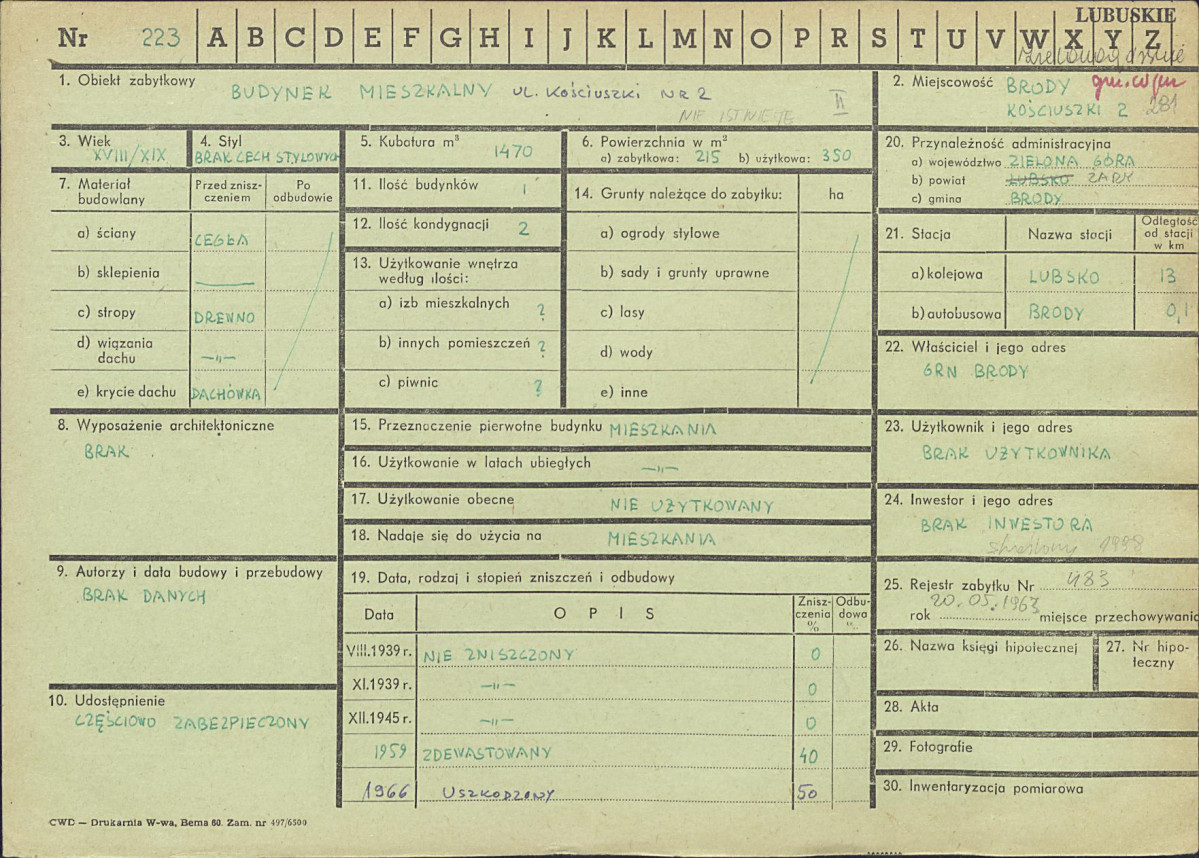 LUBUSKIE
Nr 223 A B C D E F G H I J K L M N O P R S T U V W X Y Z
1. Obiekt zabytkowy BUDYNEK MIESZKALNY UL. KOŚCIUSZKI NR 2
NIE ISTNIEJE
II
2. Miejscowość BRODY
KOŚCIUSZKI 2 281
3. Wiek
XVIII/XIX
4. Styl
BRAK CECH STYLOWYCH
5. Kubatura m³ 1470
6. Powierzchnia w m²
a) zabytkowa: 215 b) użytkowa: 350
20. Przynależność administracyjna
a) województwo ZIELONA GÓRA
b) powiat LUBSKO ŻARY
c) gmina BRODY
7. Materiał budowlany
Przed zniszczeniem
Po odbudowie
a) ściany CEGŁA
b) sklepienia —
c) stropy DREWNO
d) wiązania dachu —„—
e) krycie dachu DACHÓWKA
11. Ilość budynków 1
12. Ilość kondygnacji 2
13. Użytkowanie wnętrza
według ilości:
a) izb mieszkalnych ?
b) innych pomieszczeń ?
c) piwnic ?
14. Grunty należące do zabytku: ha
a) ogrody stylowe
b) sady i grunty uprawne
c) lasy
d) wody
e) inne
21. Stacja Nazwa stacji Odległość od stacji w km
a) kolejowa LUBSKO 13
b) autobusowa BRODY 0,1
22. Właściciel i jego adres
GRN BRODY
8. Wyposażenie architektoniczne
BRAK
15. Przeznaczenie pierwotne budynku MIESZKANIA
16. Użytkowanie w latach ubiegłych —„—
17. Użytkowanie obecne NIE UŻYTKOWANY
18. Nadaje się do użycia na MIESZKANIA
23. Użytkownik i jego adres
BRAK UŻYTKOWNIKA
24. Inwestor i jego adres
BRAK INWESTORA
skreślony 1998
9. Autorzy i data budowy i przebudowy
BRAK DANYCH
19. Data, rodzaj i stopień zniszczeń i odbudowy
Data OPIS Zniszczenia % Odbudowa %
VIII.1939 r. NIE ZNISZCZONY 0
XI.1939 r. —„— 0
XII.1945 r. —„— 0
1959 ZDEWASTOWANY 40
1966 USZKODZONY 50
25. Rejestr zabytku Nr 483
20.05.1963
rok miejsce przechowywania
26. Nazwa księgi hipotecznej
27. Nr hipoteczny
10. Udostępnienie
CZĘŚCIOWO ZABEZPIECZONY
28. Akta
29. Fotografie
30. Inwentaryzacja pomiarowa
CWD — Drukarnia W-wa, Bema 60. Zam. nr 497/6500